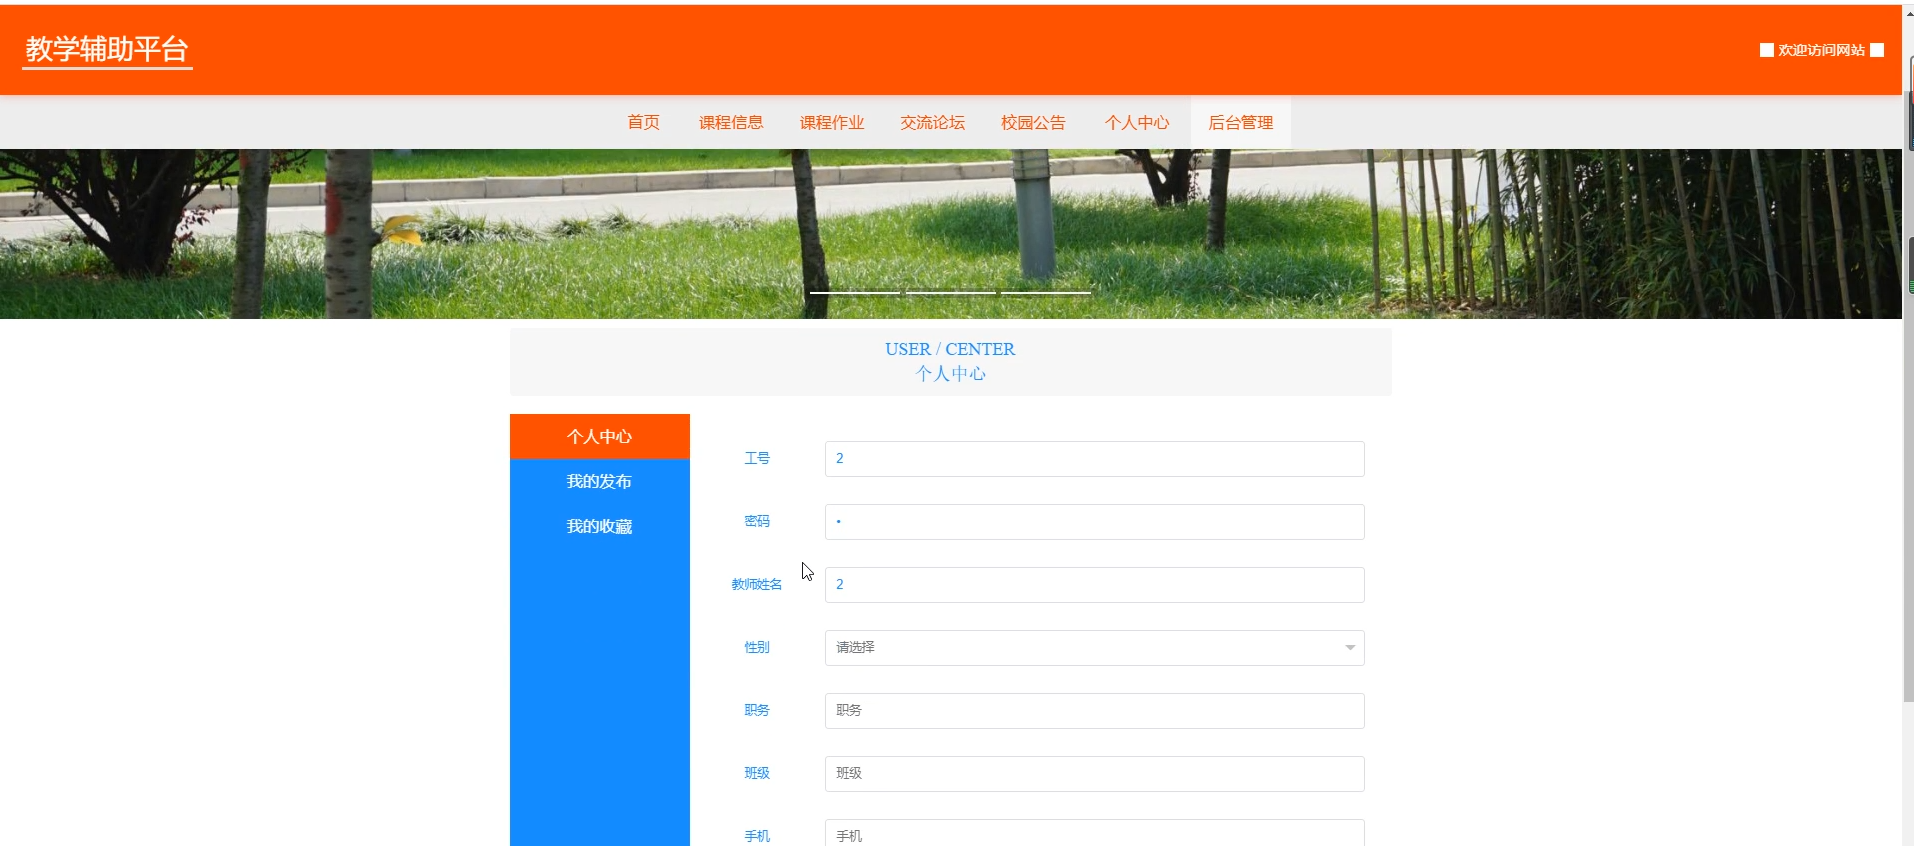 教学辅助平台
欢迎访问网站
首页 课程信息 课程作业 交流论坛 校园公告 个人中心 后台管理
USER / CENTER
个人中心
个人中心
我的发布
我的收藏
工号 2
密码 •
教师姓名 2
性别 请选择
职务 职务
班级 班级
手机 手机